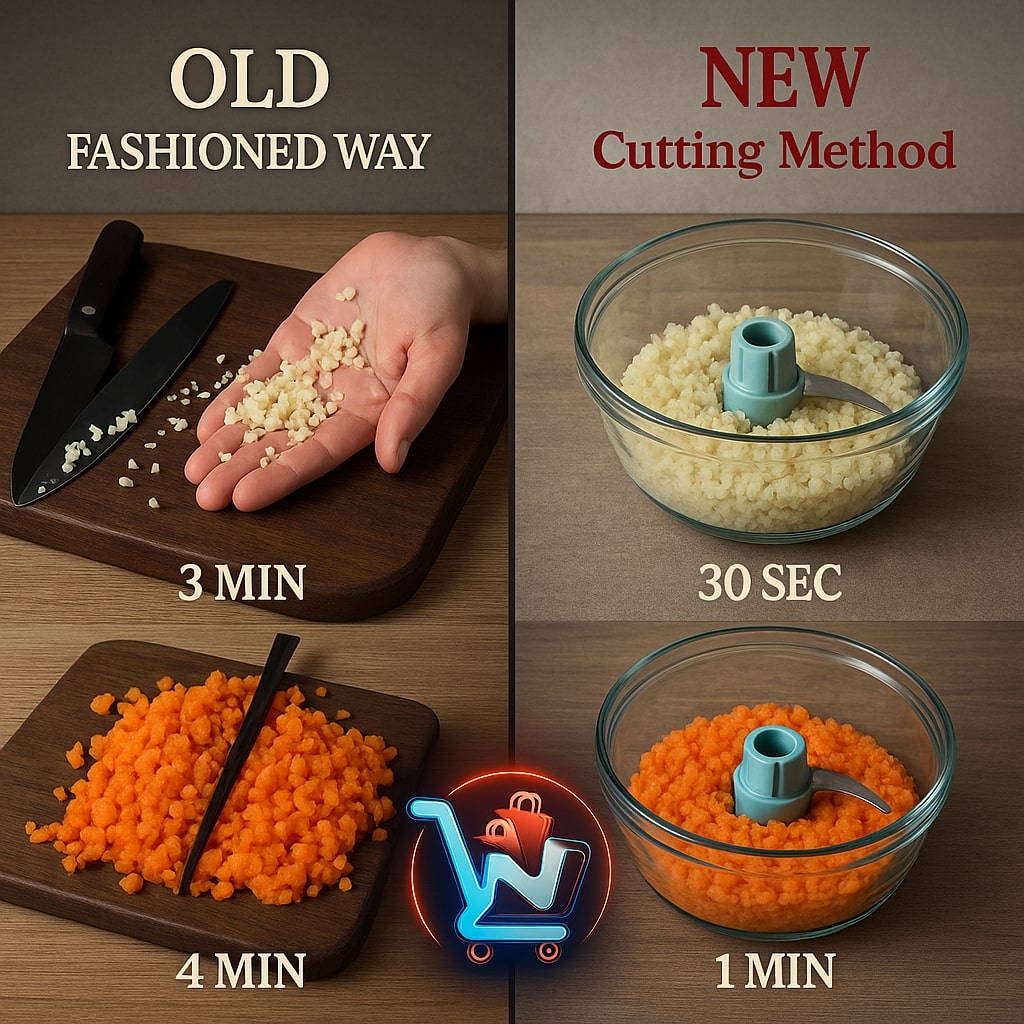 OLD
FASHIONED WAY
NEW
Cutting Method
3 MIN
30 SEC
4 MIN
1 MIN